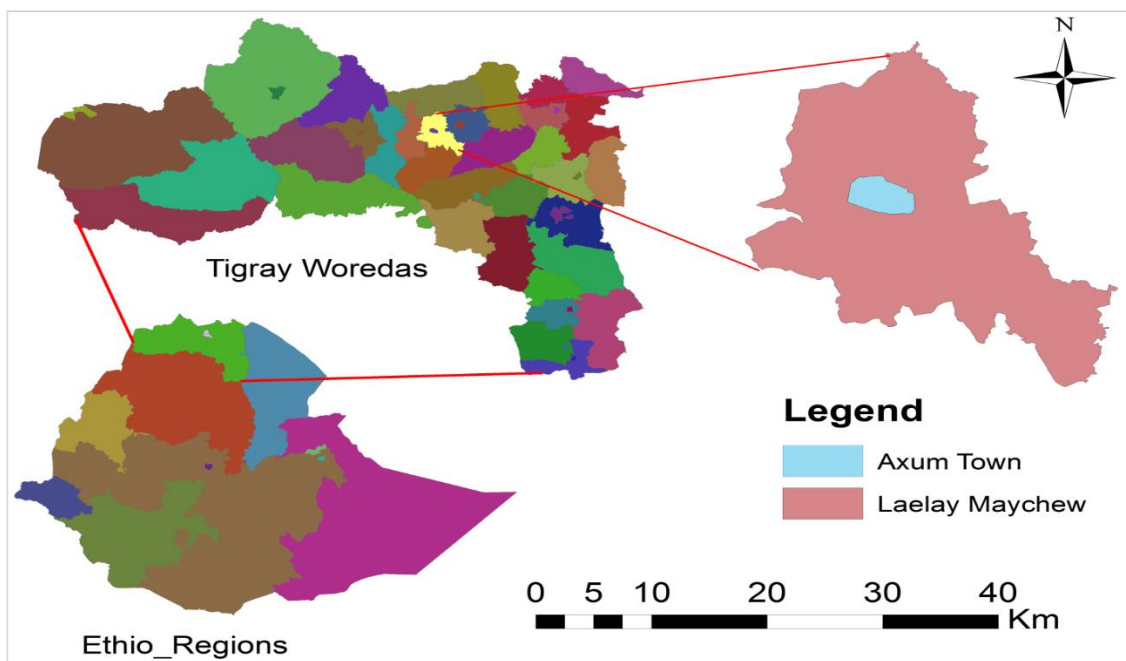 N
Tigray Woredas
Legend
Axum Town
Laelay Maychew
0 5 10 20 30 40
Km
Ethio_Regions